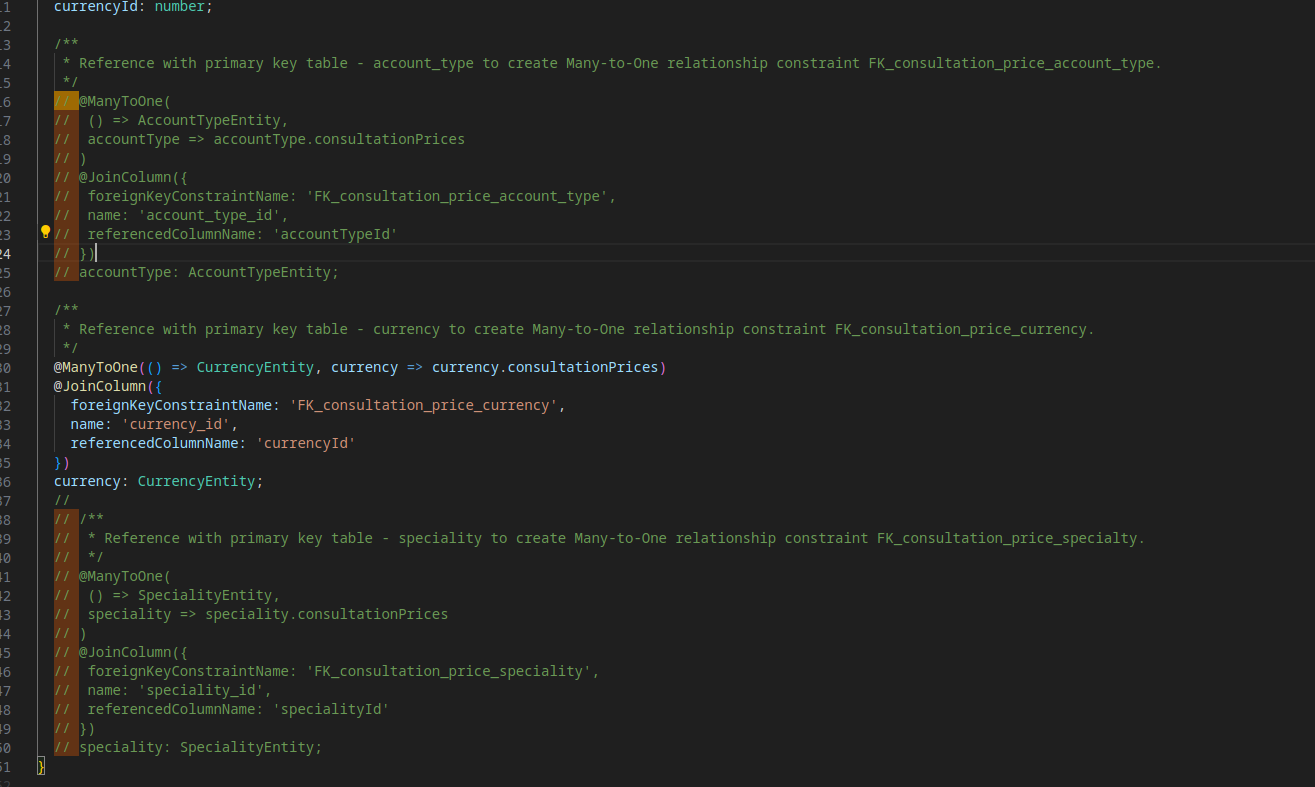 11 currencyId: number;
12
13 /**
14 * Reference with primary key table - account_type to create Many-to-One relationship constraint FK_consultation_price_account_type.
15 */
16 // @ManyToOne(
17 // () => AccountTypeEntity,
18 // accountType => accountType.consultationPrices
19 // )
20 // @JoinColumn({
21 // foreignKeyConstraintName: 'FK_consultation_price_account_type',
22 // name: 'account_type_id',
23 // referencedColumnName: 'accountTypeId'
24 // })
25 // accountType: AccountTypeEntity;
26
27 /**
28 * Reference with primary key table - currency to create Many-to-One relationship constraint FK_consultation_price_currency.
29 */
30 @ManyToOne(() => CurrencyEntity, currency => currency.consultationPrices)
31 @JoinColumn({
32 foreignKeyConstraintName: 'FK_consultation_price_currency',
33 name: 'currency_id',
34 referencedColumnName: 'currencyId'
35 })
36 currency: CurrencyEntity;
37 //
38 // /**
39 // * Reference with primary key table - speciality to create Many-to-One relationship constraint FK_consultation_price_specialty.
40 // */
41 // @ManyToOne(
42 // () => SpecialityEntity,
43 // speciality => speciality.consultationPrices
44 // )
45 // @JoinColumn({
46 // foreignKeyConstraintName: 'FK_consultation_price_speciality',
47 // name: 'speciality_id',
48 // referencedColumnName: 'specialityId'
49 // })
50 // speciality: SpecialityEntity;
51 }